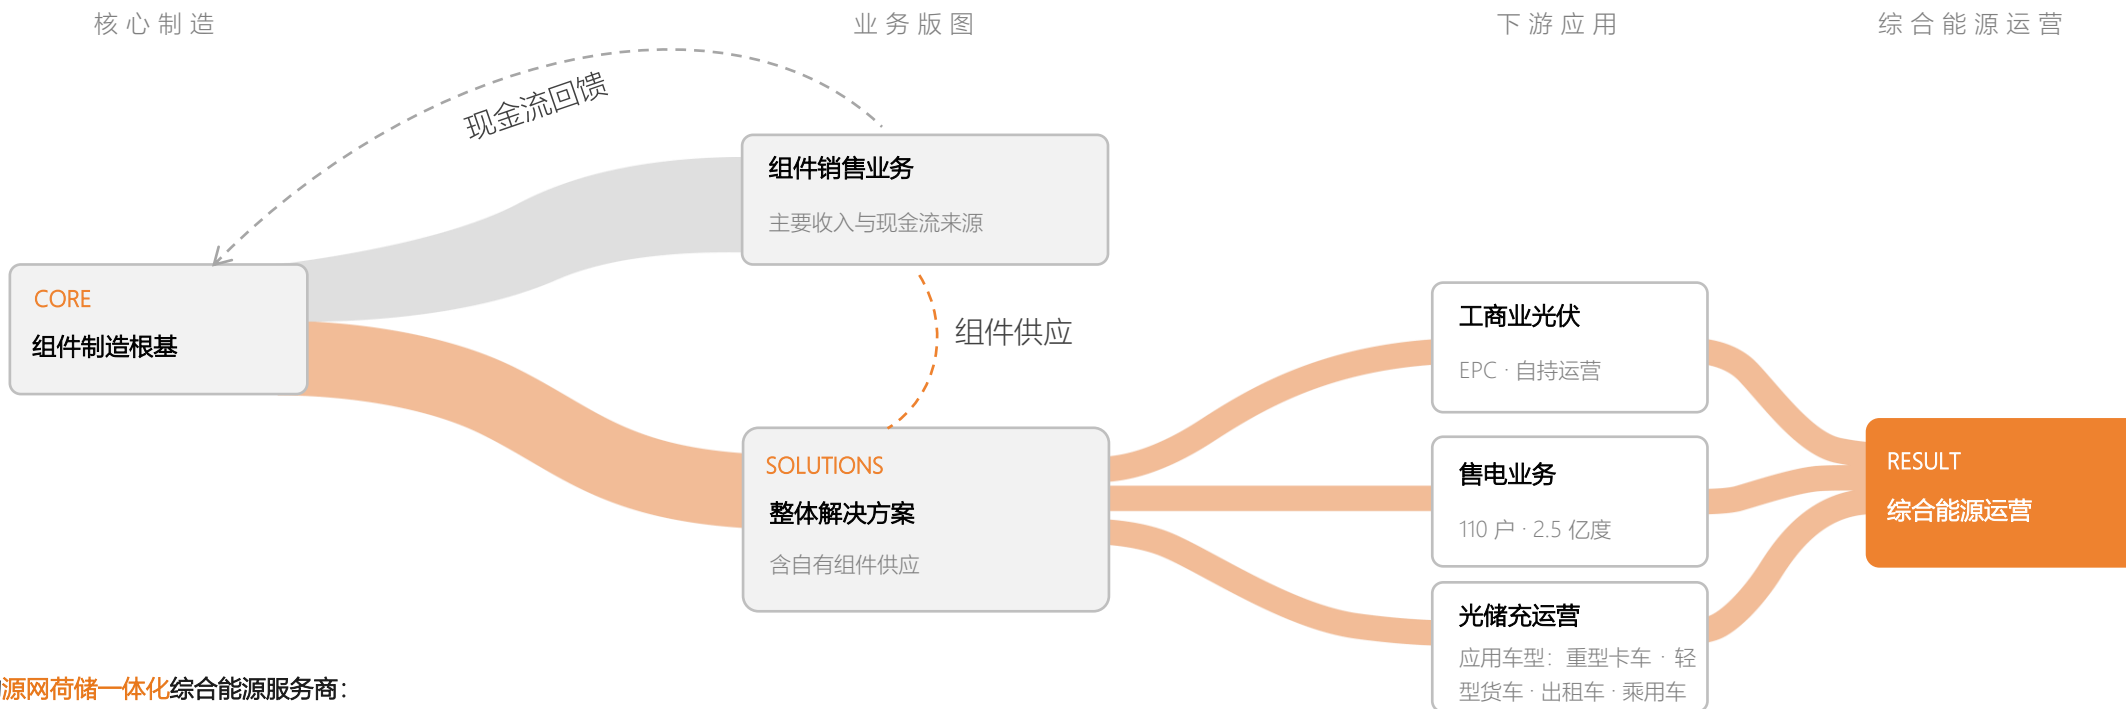 核心制造
业务版图
下游应用
综合能源运营
现金流回馈
组件销售业务
主要收入与现金流来源
CORE
组件制造根基
组件供应
SOLUTIONS
整体解决方案
含自有组件供应
工商业光伏
EPC · 自持运营
售电业务
110 户 · 2.5 亿度
光储充运营
应用车型：重型卡车 · 轻
型货车 · 出租车 · 乘用车
RESULT
综合能源运营
源网荷储一体化综合能源服务商：